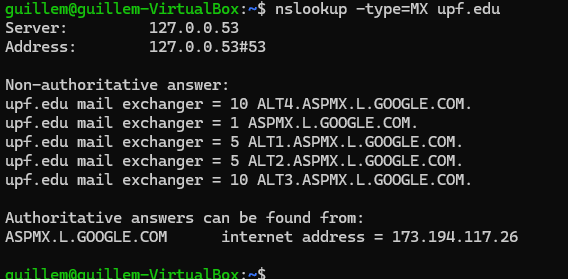 guillem@guillem-VirtualBox:~$ nslookup -type=MX upf.edu
Server:         127.0.0.53
Address:        127.0.0.53#53

Non-authoritative answer:
upf.edu mail exchanger = 10 ALT4.ASPMX.L.GOOGLE.COM.
upf.edu mail exchanger = 1 ASPMX.L.GOOGLE.COM.
upf.edu mail exchanger = 5 ALT1.ASPMX.L.GOOGLE.COM.
upf.edu mail exchanger = 5 ALT2.ASPMX.L.GOOGLE.COM.
upf.edu mail exchanger = 10 ALT3.ASPMX.L.GOOGLE.COM.

Authoritative answers can be found from:
ASPMX.L.GOOGLE.COM      internet address = 173.194.117.26

guillem@guillem-VirtualBox:~$